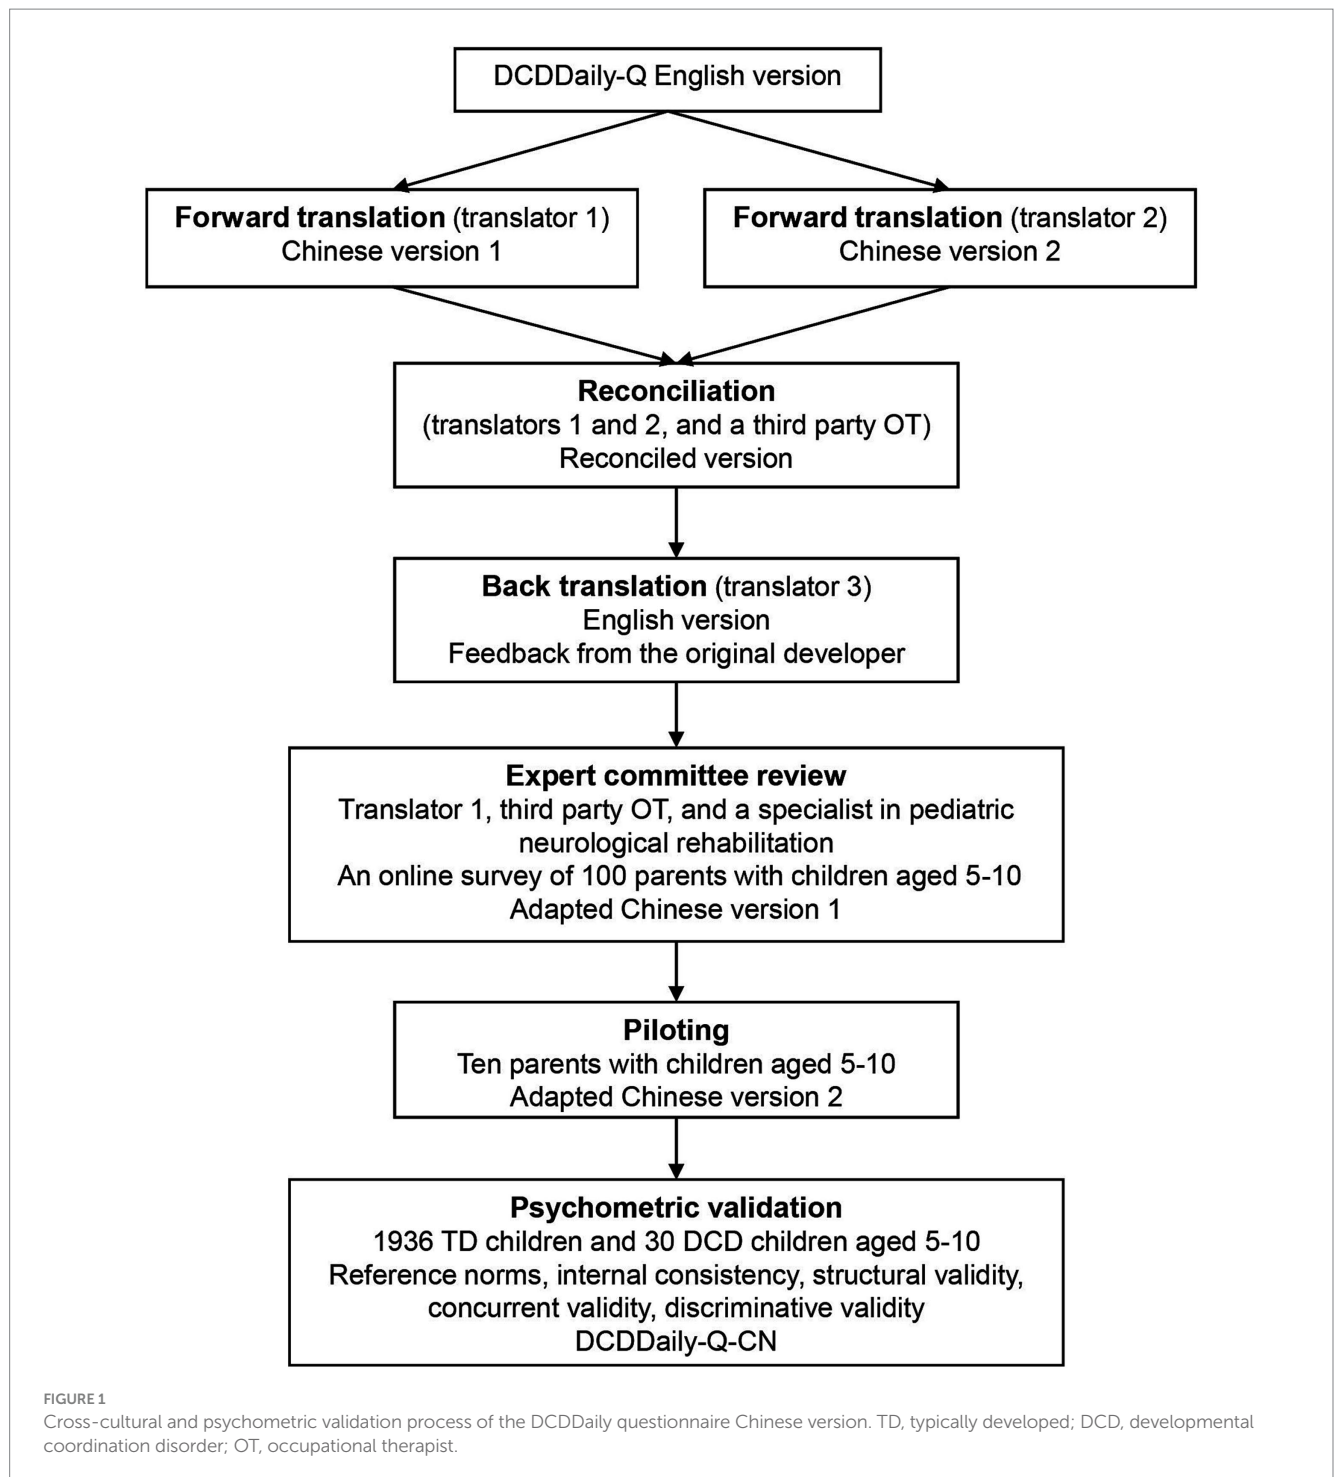 DCDDaily-Q English version
Forward translation (translator 1)
Chinese version 1
Forward translation (translator 2)
Chinese version 2
Reconciliation
(translators 1 and 2, and a third party OT)
Reconciled version
Back translation (translator 3)
English version
Feedback from the original developer
Expert committee review
Translator 1, third party OT, and a specialist in pediatric
neurological rehabilitation
An online survey of 100 parents with children aged 5-10
Adapted Chinese version 1
Piloting
Ten parents with children aged 5-10
Adapted Chinese version 2
Psychometric validation
1936 TD children and 30 DCD children aged 5-10
Reference norms, internal consistency, structural validity,
concurrent validity, discriminative validity
DCDDaily-Q-CN
FIGURE 1
Cross-cultural and psychometric validation process of the DCDDaily questionnaire Chinese version. TD, typically developed; DCD, developmental
coordination disorder; OT, occupational therapist.